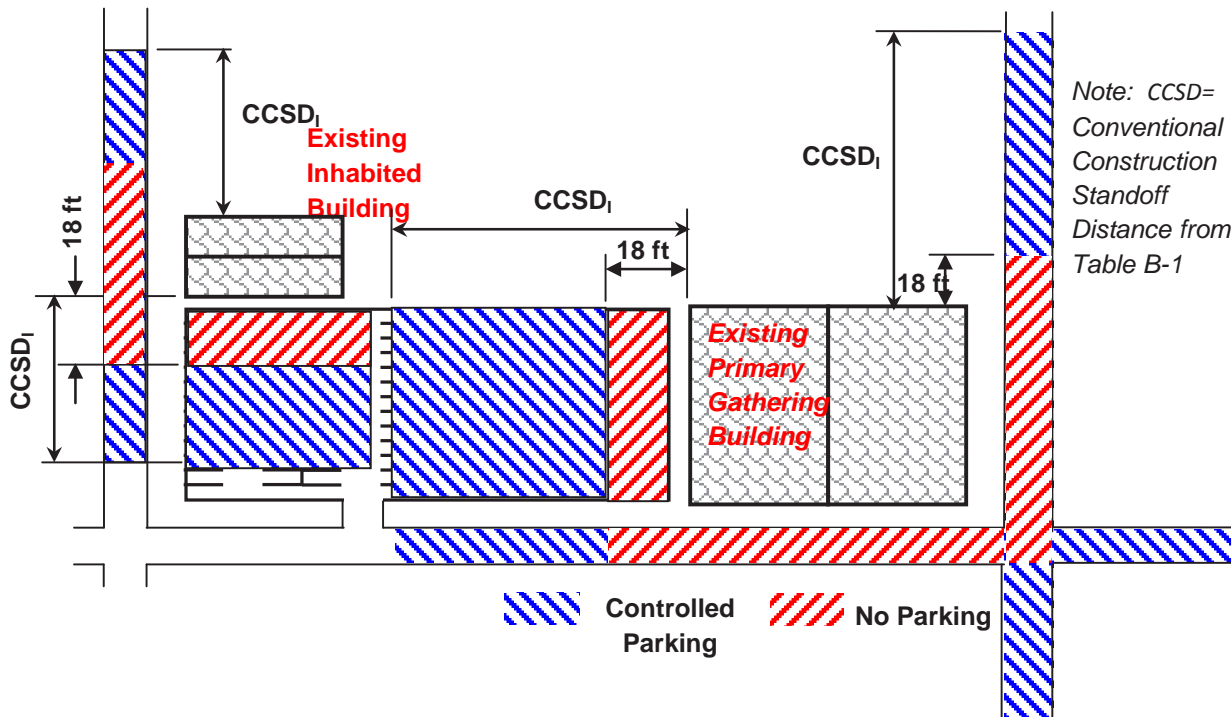 CCSDI
Existing
Inhabited
Building
18 ft
CCSDI
CCSDI
18 ft
CCSDI
18 ft
Existing
Primary
Gathering
Building
Note: CCSD=
Conventional
Construction
Standoff
Distance from
Table B-1
Controlled
Parking
No Parking